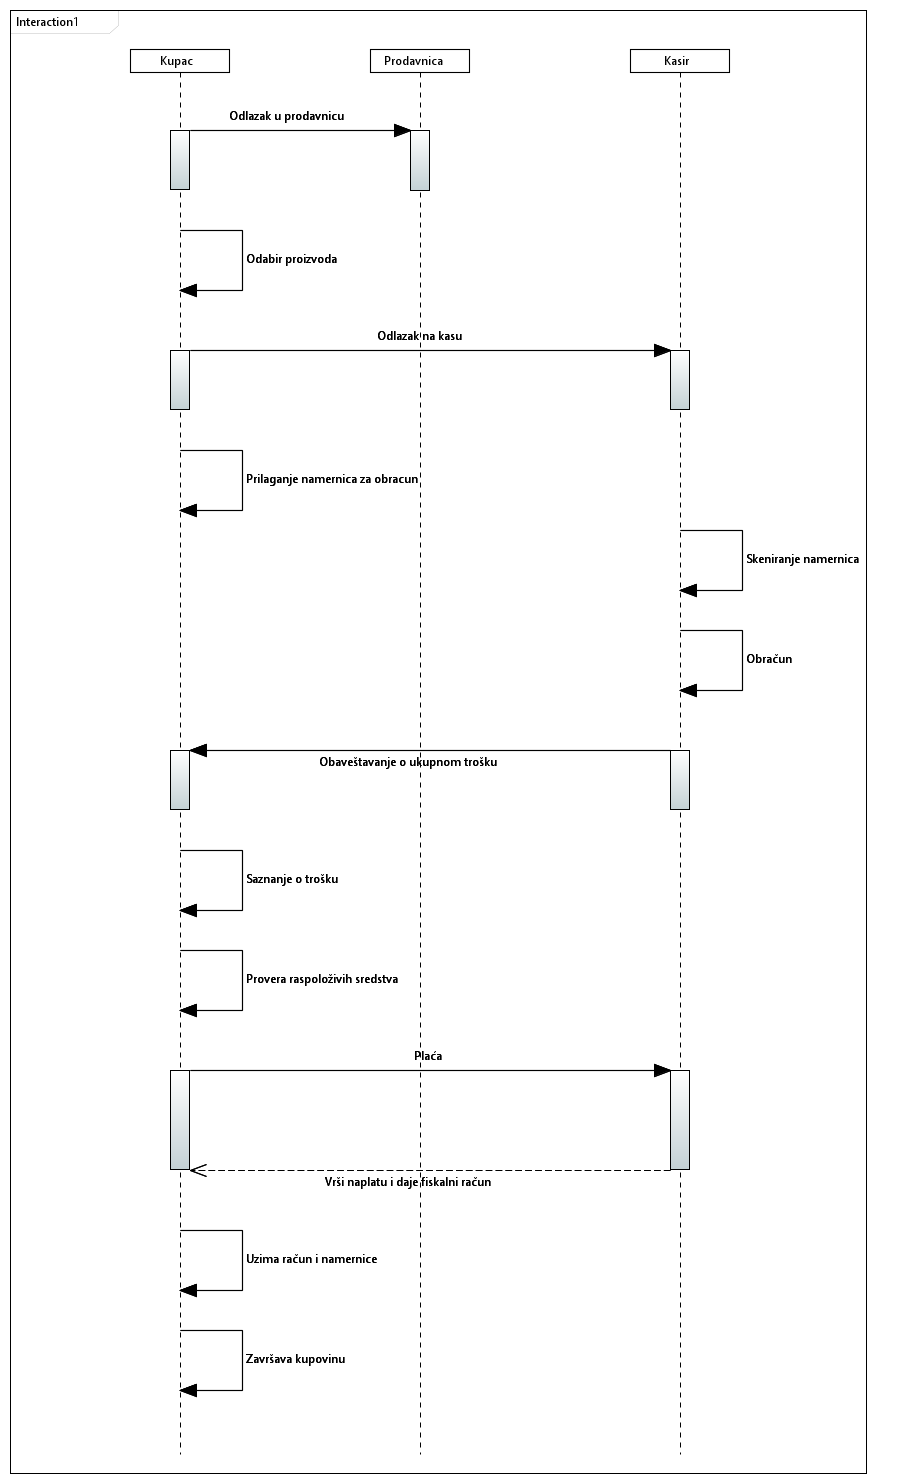 Interaction1
Kupac
Prodavnica
Kasir
Odlazak u prodavnicu
Odabir proizvoda
Odlazak na kasu
Prilaganje namernica za obracun
Skeniranje namernica
Obračun
Obaveštavanje o ukupnom trošku
Saznanje o trošku
Provera raspoloživih sredstva
Plaća
Vrši naplatu i daje fiskalni račun
Uzima račun i namernice
Završava kupovinu